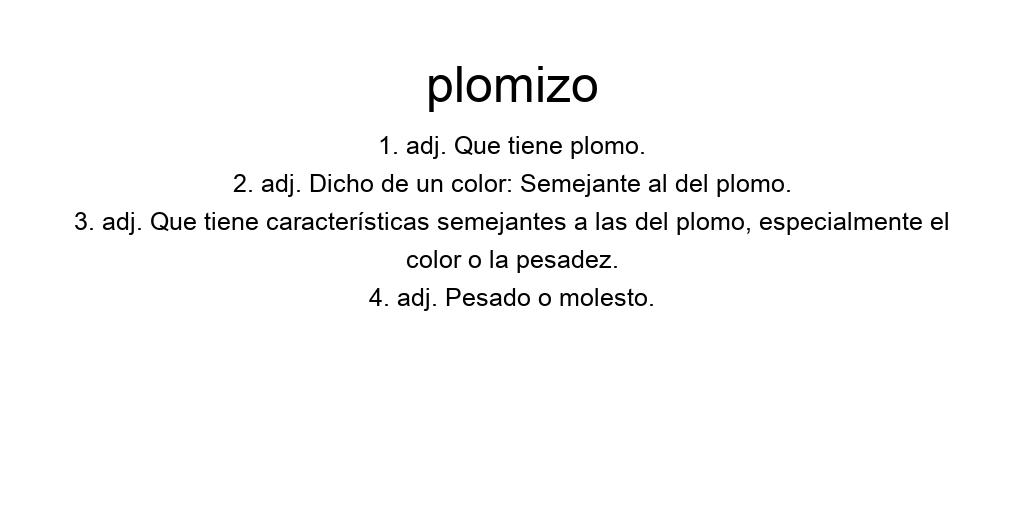 plomizo
1. adj. Que tiene plomo.
2. adj. Dicho de un color: Semejante al del plomo.
3. adj. Que tiene características semejantes a las del plomo, especialmente el
color o la pesadez.
4. adj. Pesado o molesto.